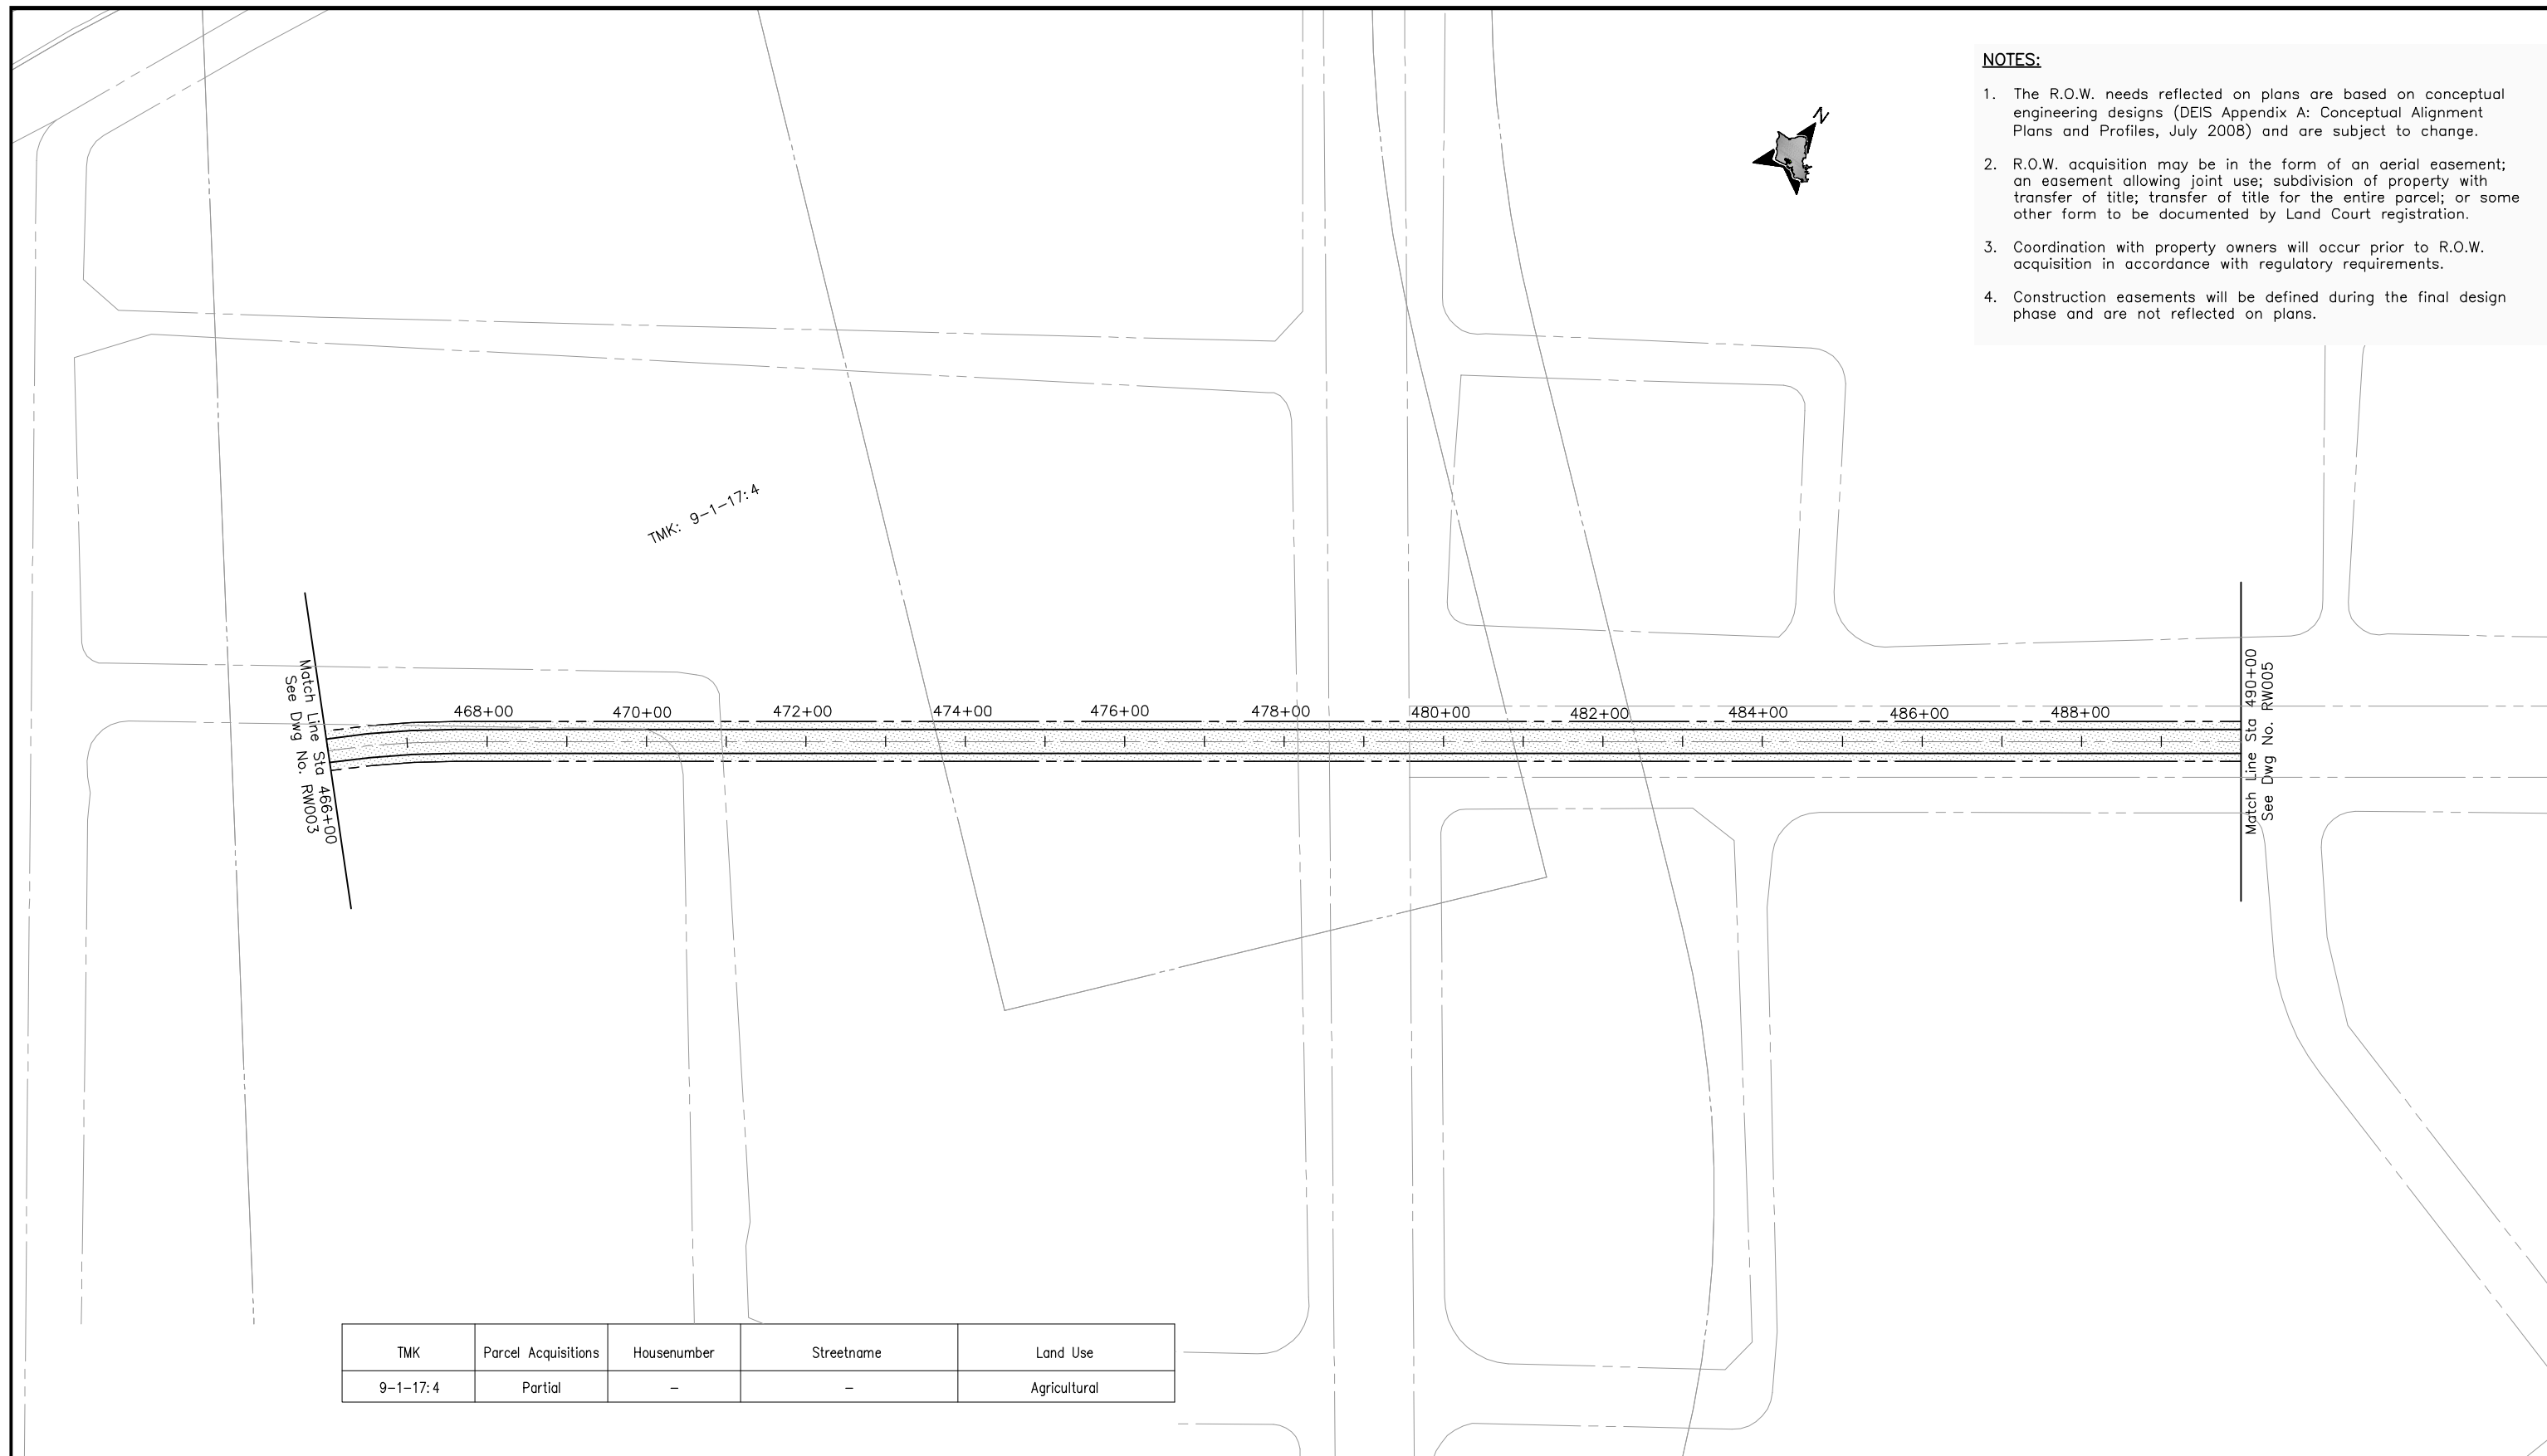 NOTES:
1. The R.O.W. needs reflected on plans are based on conceptual
engineering designs (DEIS Appendix A: Conceptual Alignment
Plans and Profiles, July 2008) and are subject to change.
2. R.O.W. acquisition may be in the form of an aerial easement;
an easement allowing joint use; subdivision of property with
transfer of title; transfer of title for the entire parcel; or some
other form to be documented by Land Court registration.
3. Coordination with property owners will occur prior to R.O.W.
acquisition in accordance with regulatory requirements.
4. Construction easements will be defined during the final design
phase and are not reflected on plans.
N
TMK: 9-1-17:4
Match Line Sta 466+00
See Dwg No. RW003
468+00 470+00 472+00 474+00 476+00 478+00 480+00 482+00 484+00 486+00 488+00
Match Line Sta 490+00
See Dwg No. RW005
TMK Parcel Acquisitions Housenumber Streetname Land Use
9-1-17:4 Partial - - Agricultural